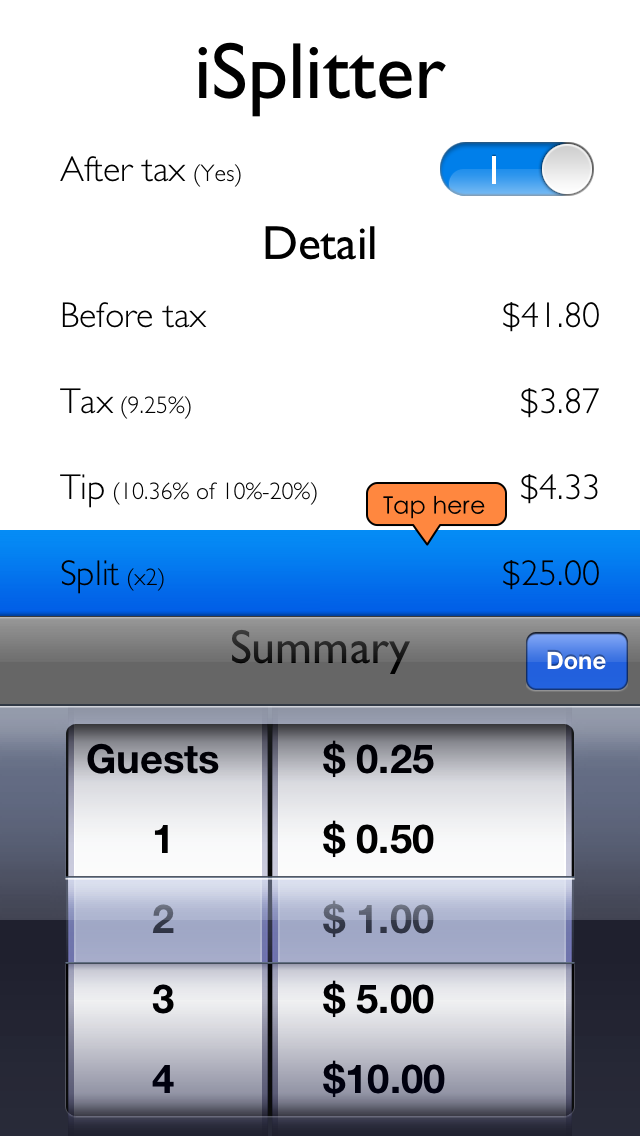 iSplitter
After tax (Yes)
Detail
Before tax $41.80
Tax (9.25%) $3.87
Tip (10.36% of 10%-20%) $4.33
Tap here
Split (x2) $25.00
Summary Done
Guests $ 0.25
1 $ 0.50
2 $ 1.00
3 $ 5.00
4 $10.00